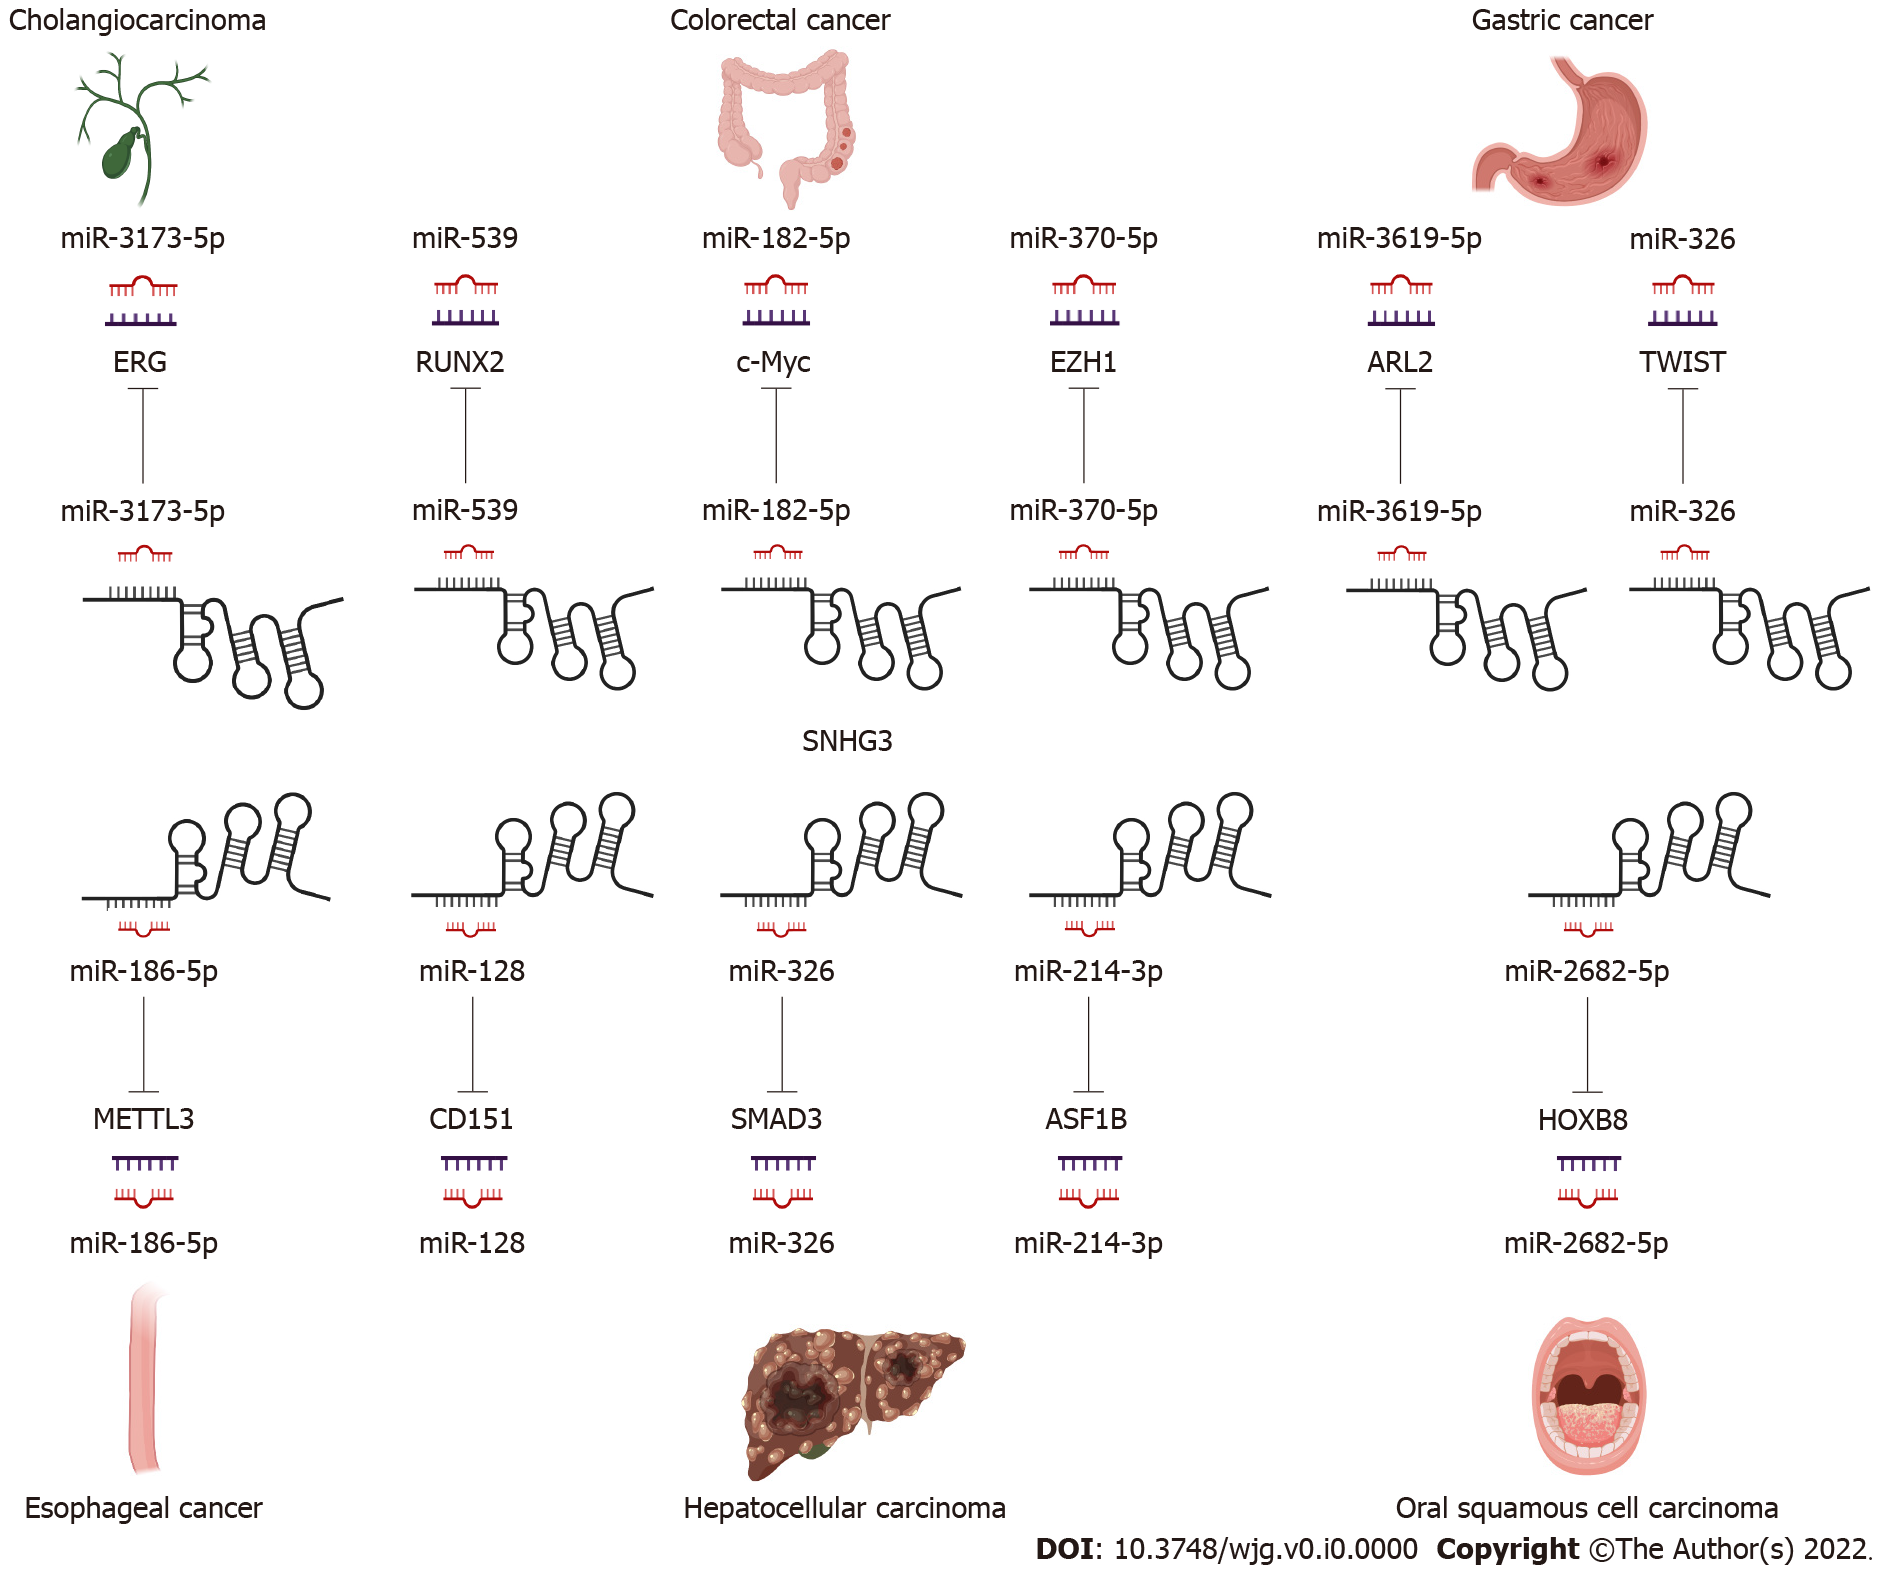 Cholangiocarcinoma
Colorectal cancer
Gastric cancer
miR-3173-5p
miR-539
miR-182-5p
miR-370-5p
miR-3619-5p
miR-326
ERG
RUNX2
c-Myc
EZH1
ARL2
TWIST
miR-3173-5p
miR-539
miR-182-5p
miR-370-5p
miR-3619-5p
miR-326
SNHG3
miR-186-5p
miR-128
miR-326
miR-214-3p
miR-2682-5p
METTL3
CD151
SMAD3
ASF1B
HOXB8
miR-186-5p
miR-128
miR-326
miR-214-3p
miR-2682-5p
Esophageal cancer
Hepatocellular carcinoma
Oral squamous cell carcinoma
DOI: 10.3748/wjg.v0.i0.0000 Copyright ©The Author(s) 2022.